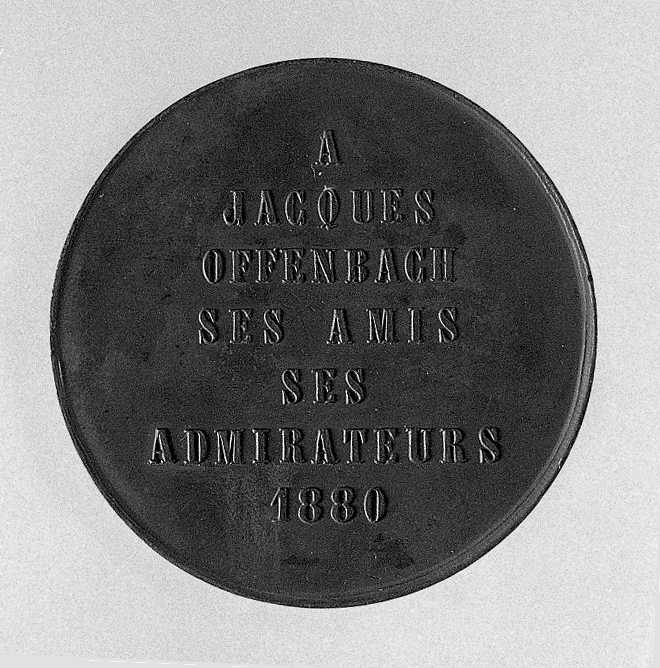 A
JACQUES
OFFENBACH
SES AMIS
SES
ADMIRATEURS
1880